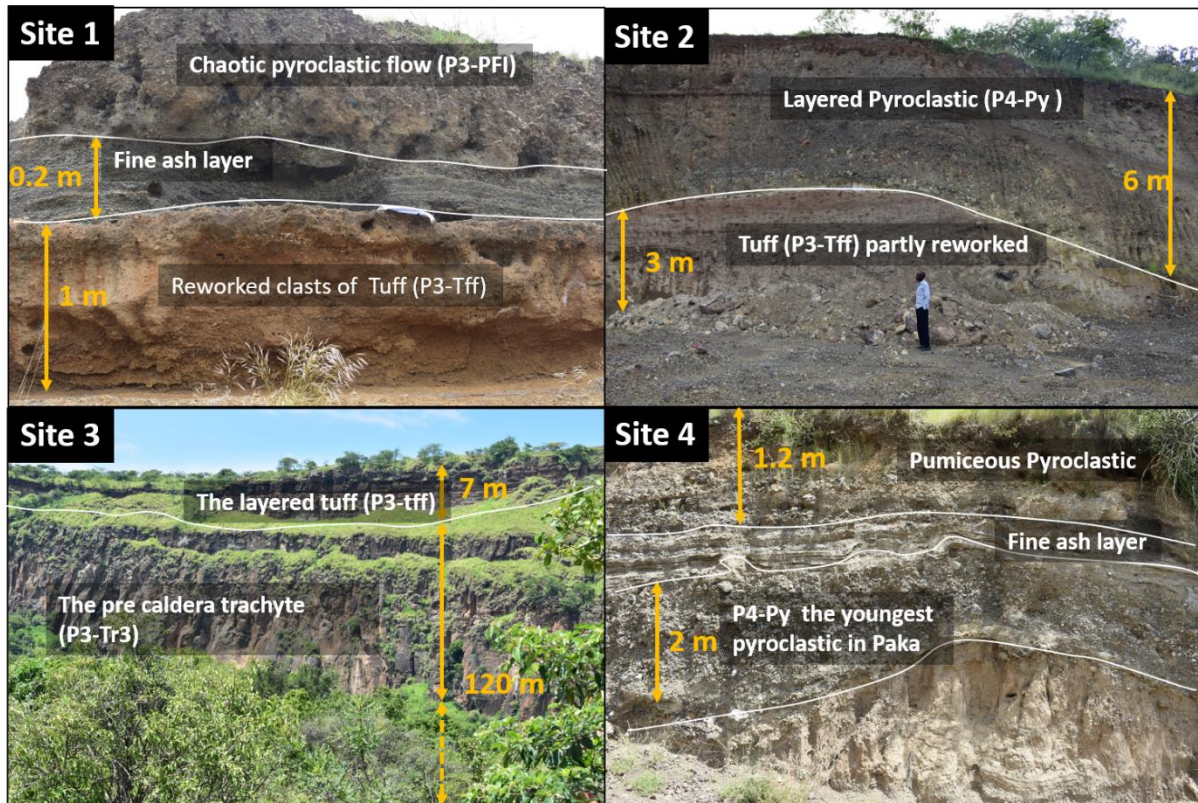 Site 1
Chaotic pyroclastic flow (P3-PFI)
Fine ash layer
0.2 m
Reworked clasts of Tuff (P3-Tff)
1 m
Site 2
Layered Pyroclastic (P4-Py )
6 m
Tuff (P3-Tff) partly reworked
3 m
Site 3
7 m
The layered tuff (P3-tff)
The pre caldera trachyte
(P3-Tr3)
120 m
Site 4
1.2 m
Pumiceous Pyroclastic
Fine ash layer
P4-Py the youngest
pyroclastic in Paka
2 m